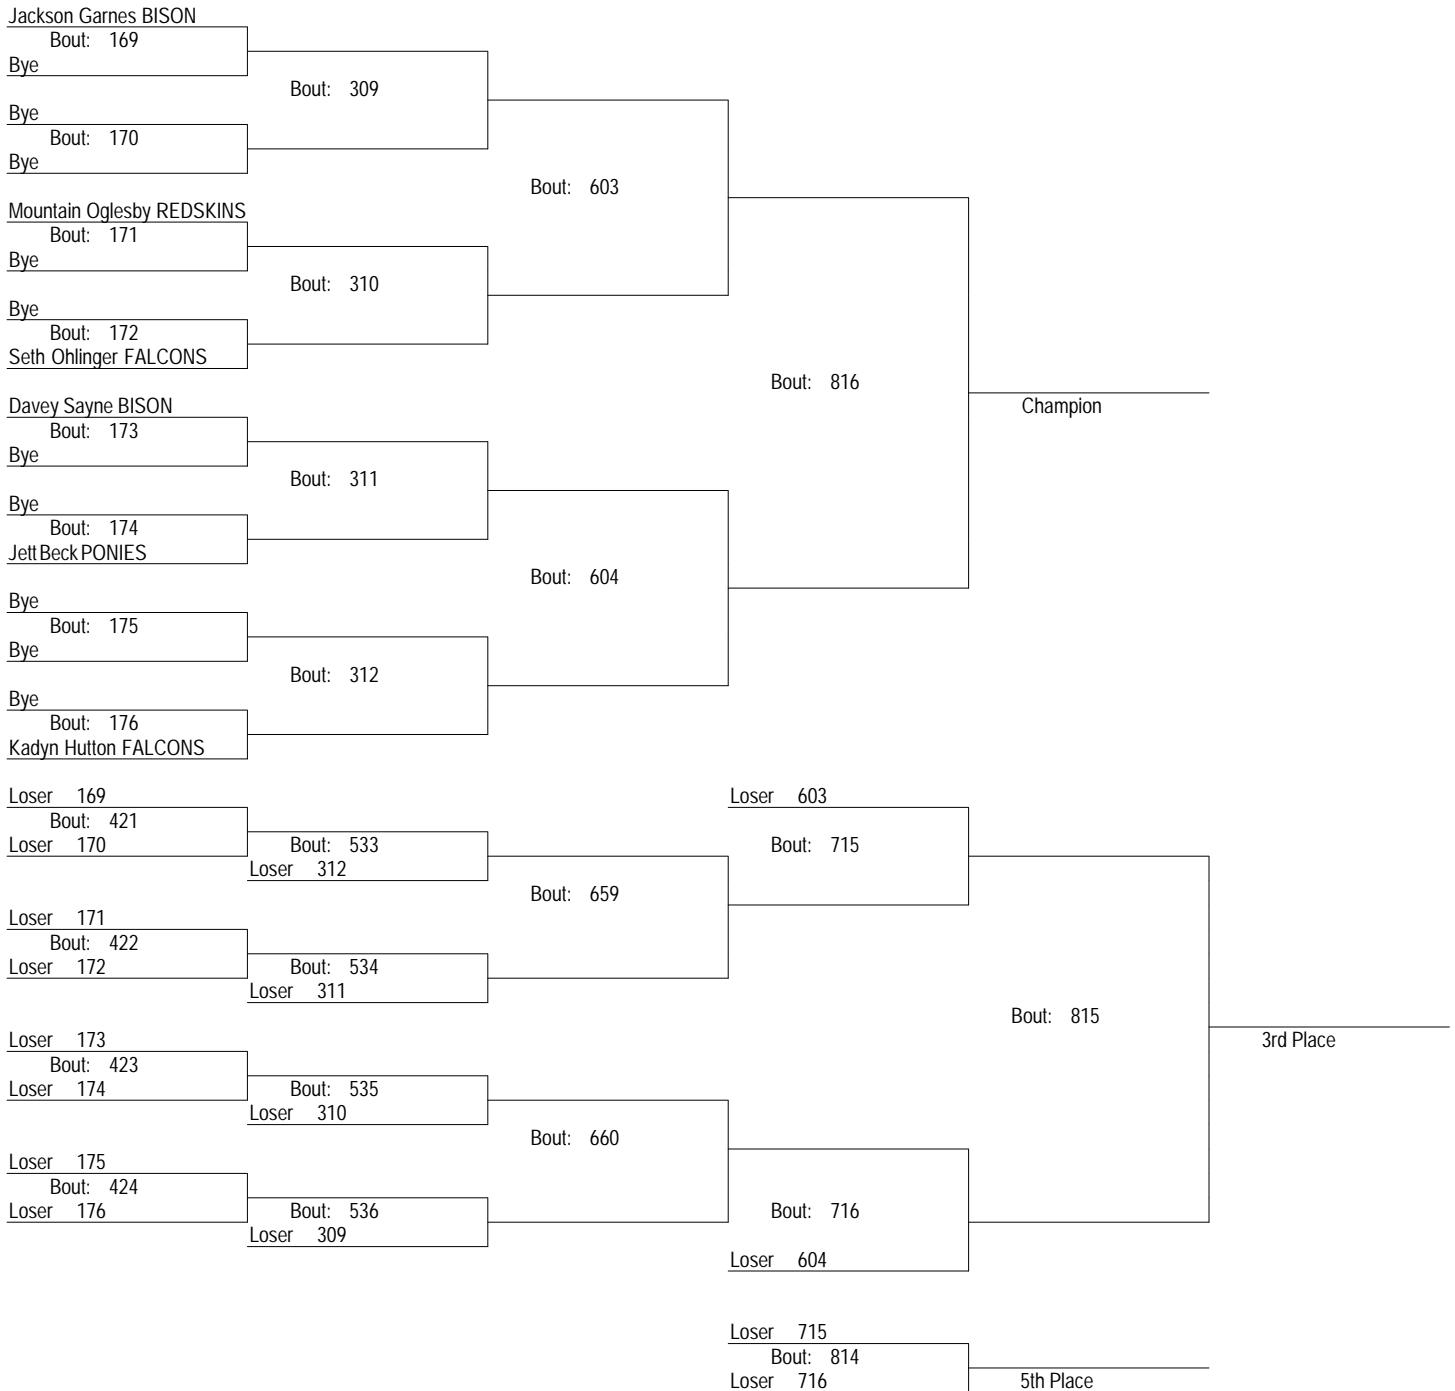 Jackson Garnes BISON
Bout: 169
Bye
Bout: 309
Bye
Bout: 170
Bye
Bout: 603
Mountain Oglesby REDSKINS
Bout: 171
Bye
Bout: 310
Bye
Bout: 172
Seth Ohlinger FALCONS
Bout: 816
Champion
Davey Sayne BISON
Bout: 173
Bye
Bout: 311
Bye
Bout: 174
Jett Beck PONIES
Bout: 604
Bye
Bout: 175
Bye
Bout: 312
Bye
Bout: 176
Kadyn Hutton FALCONS
Loser 169
Bout: 421
Loser 170
Bout: 533
Loser 312
Bout: 659
Loser 603
Bout: 715
Loser 171
Bout: 422
Loser 172
Bout: 534
Loser 311
Bout: 815
3rd Place
Loser 173
Bout: 423
Loser 174
Bout: 535
Loser 310
Bout: 660
Loser 175
Bout: 424
Loser 176
Bout: 536
Loser 309
Bout: 716
Loser 604
Loser 715
Bout: 814
Loser 716
5th Place